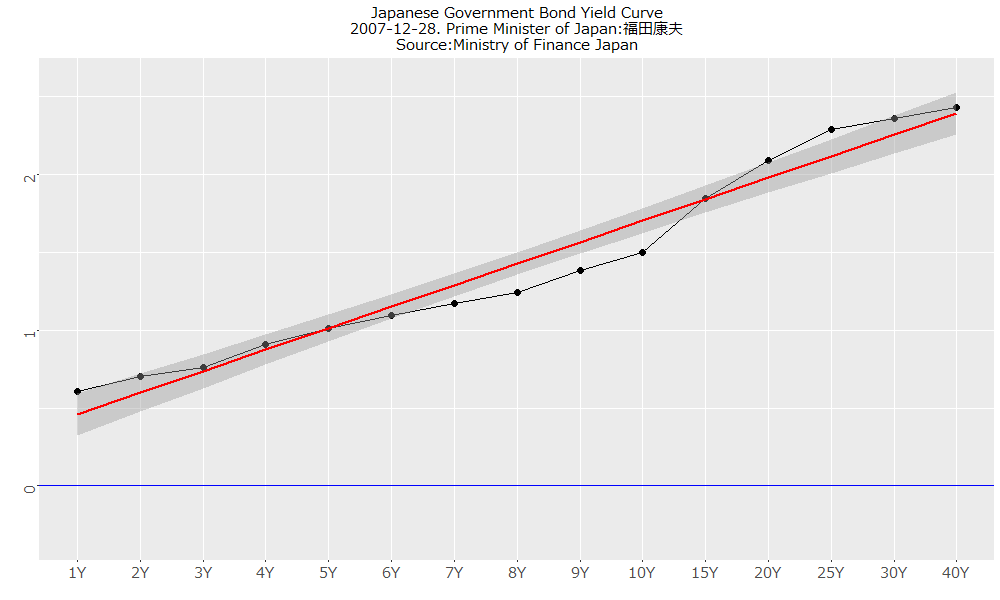 Japanese Government Bond Yield Curve
2007-12-28. Prime Minister of Japan:福田康夫
Source:Ministry of Finance Japan
2
1
0
1Y 2Y 3Y 4Y 5Y 6Y 7Y 8Y 9Y 10Y 15Y 20Y 25Y 30Y 40Y